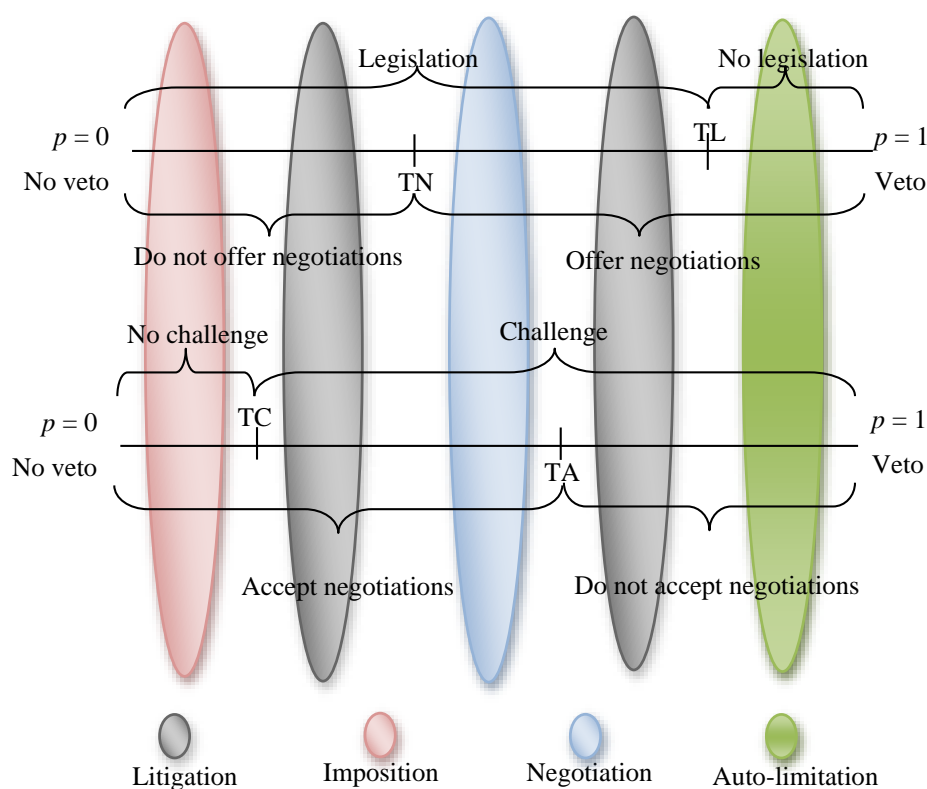 Legislation
No legislation
TL
p = 0
p = 1
No veto
TN
Veto
Do not offer negotiations
Offer negotiations
No challenge
Challenge
TC
p = 0
p = 1
No veto
TA
Veto
Accept negotiations
Do not accept negotiations
Litigation
Imposition
Negotiation
Auto-limitation